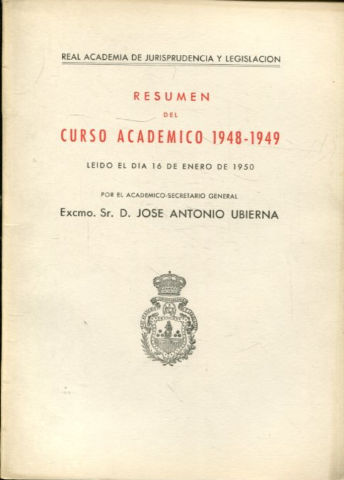 REAL ACADEMIA DE JURISPRUDENCIA Y LEGISLACION
RESUMEN
DEL
CURSO ACADEMICO 1948-1949
LEIDO EL DIA 16 DE ENERO DE 1950
POR EL ACADEMICO-SECRETARIO GENERAL
Excmo. Sr. D. JOSE ANTONIO UBIERNA